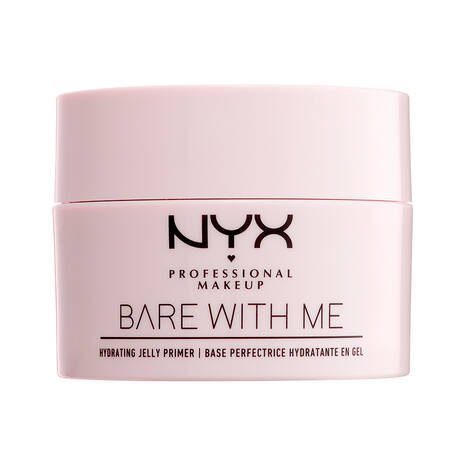 NYX
PROFESSIONAL
MAKEUP
BARE WITH ME
HYDRATING JELLY PRIMER | BASE PERFECTRICE HYDRATANTE EN GEL